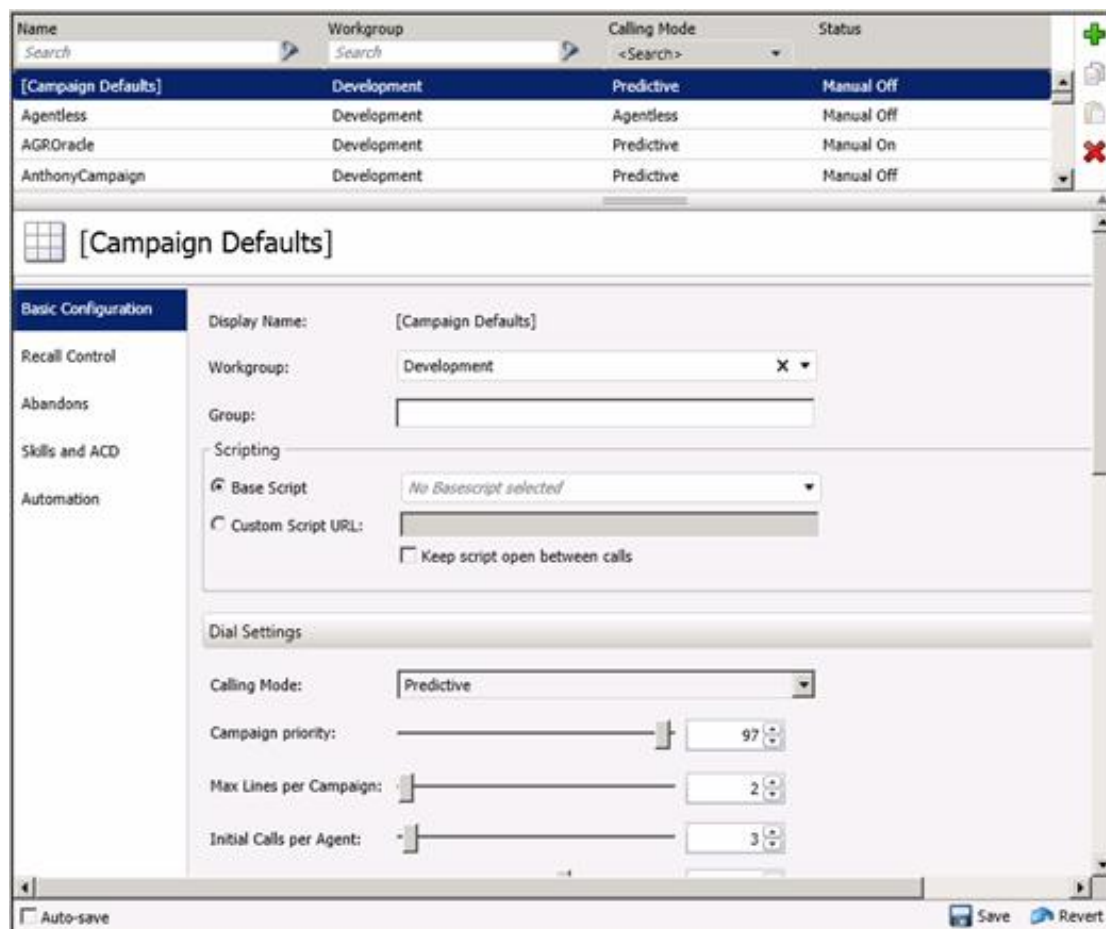 Name Workgroup Calling Mode Status
Search Search <Search>
[Campaign Defaults] Development Predictive Manual Off
Agentless Development Agentless Manual Off
AGROracle Development Predictive Manual On
AnthonyCampaign Development Predictive Manual Off
[Campaign Defaults]
Basic Configuration
Recall Control
Abandons
Skills and ACD
Automation
Display Name: [Campaign Defaults]
Workgroup: Development
Group:
Scripting
Base Script No Basescript selected
Custom Script URL:
Keep script open between calls
Dial Settings
Calling Mode: Predictive
Campaign priority: 97
Max Lines per Campaign: 2
Initial Calls per Agent: 3
Auto-save Save Revert